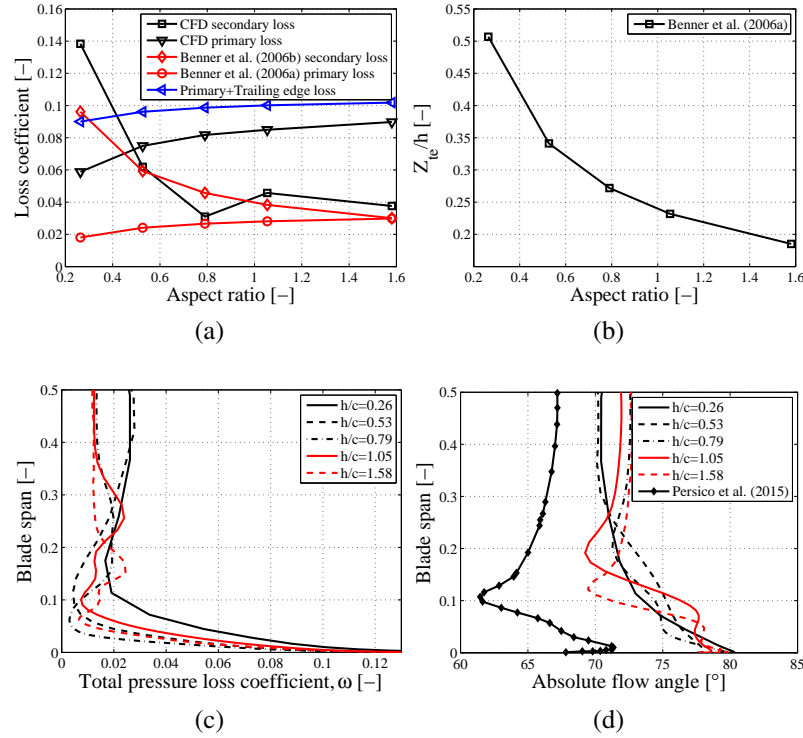 0.16
0.14
0.12
0.1
0.08
0.06
0.04
0.02
0
0.2 0.4 0.6 0.8 1 1.2 1.4 1.6
Loss coefficient [−]
Aspect ratio [−]
CFD secondary loss
CFD primary loss
Benner et al. (2006b) secondary loss
Benner et al. (2006a) primary loss
Primary+Trailing edge loss
(a)
0.55
0.5
0.45
0.4
0.35
0.3
0.25
0.2
0.2 0.4 0.6 0.8 1 1.2 1.4 1.6
Z_te/h [−]
Aspect ratio [−]
Benner et al. (2006a)
(b)
0.5
0.4
0.3
0.2
0.1
0
0 0.02 0.04 0.06 0.08 0.1 0.12
Blade span [−]
Total pressure loss coefficient, ω [−]
h/c=0.26
h/c=0.53
h/c=0.79
h/c=1.05
h/c=1.58
(c)
0.5
0.4
0.3
0.2
0.1
0
60 65 70 75 80 85
Blade span [−]
Absolute flow angle [°]
h/c=0.26
h/c=0.53
h/c=0.79
h/c=1.05
h/c=1.58
Persico et al. (2015)
(d)